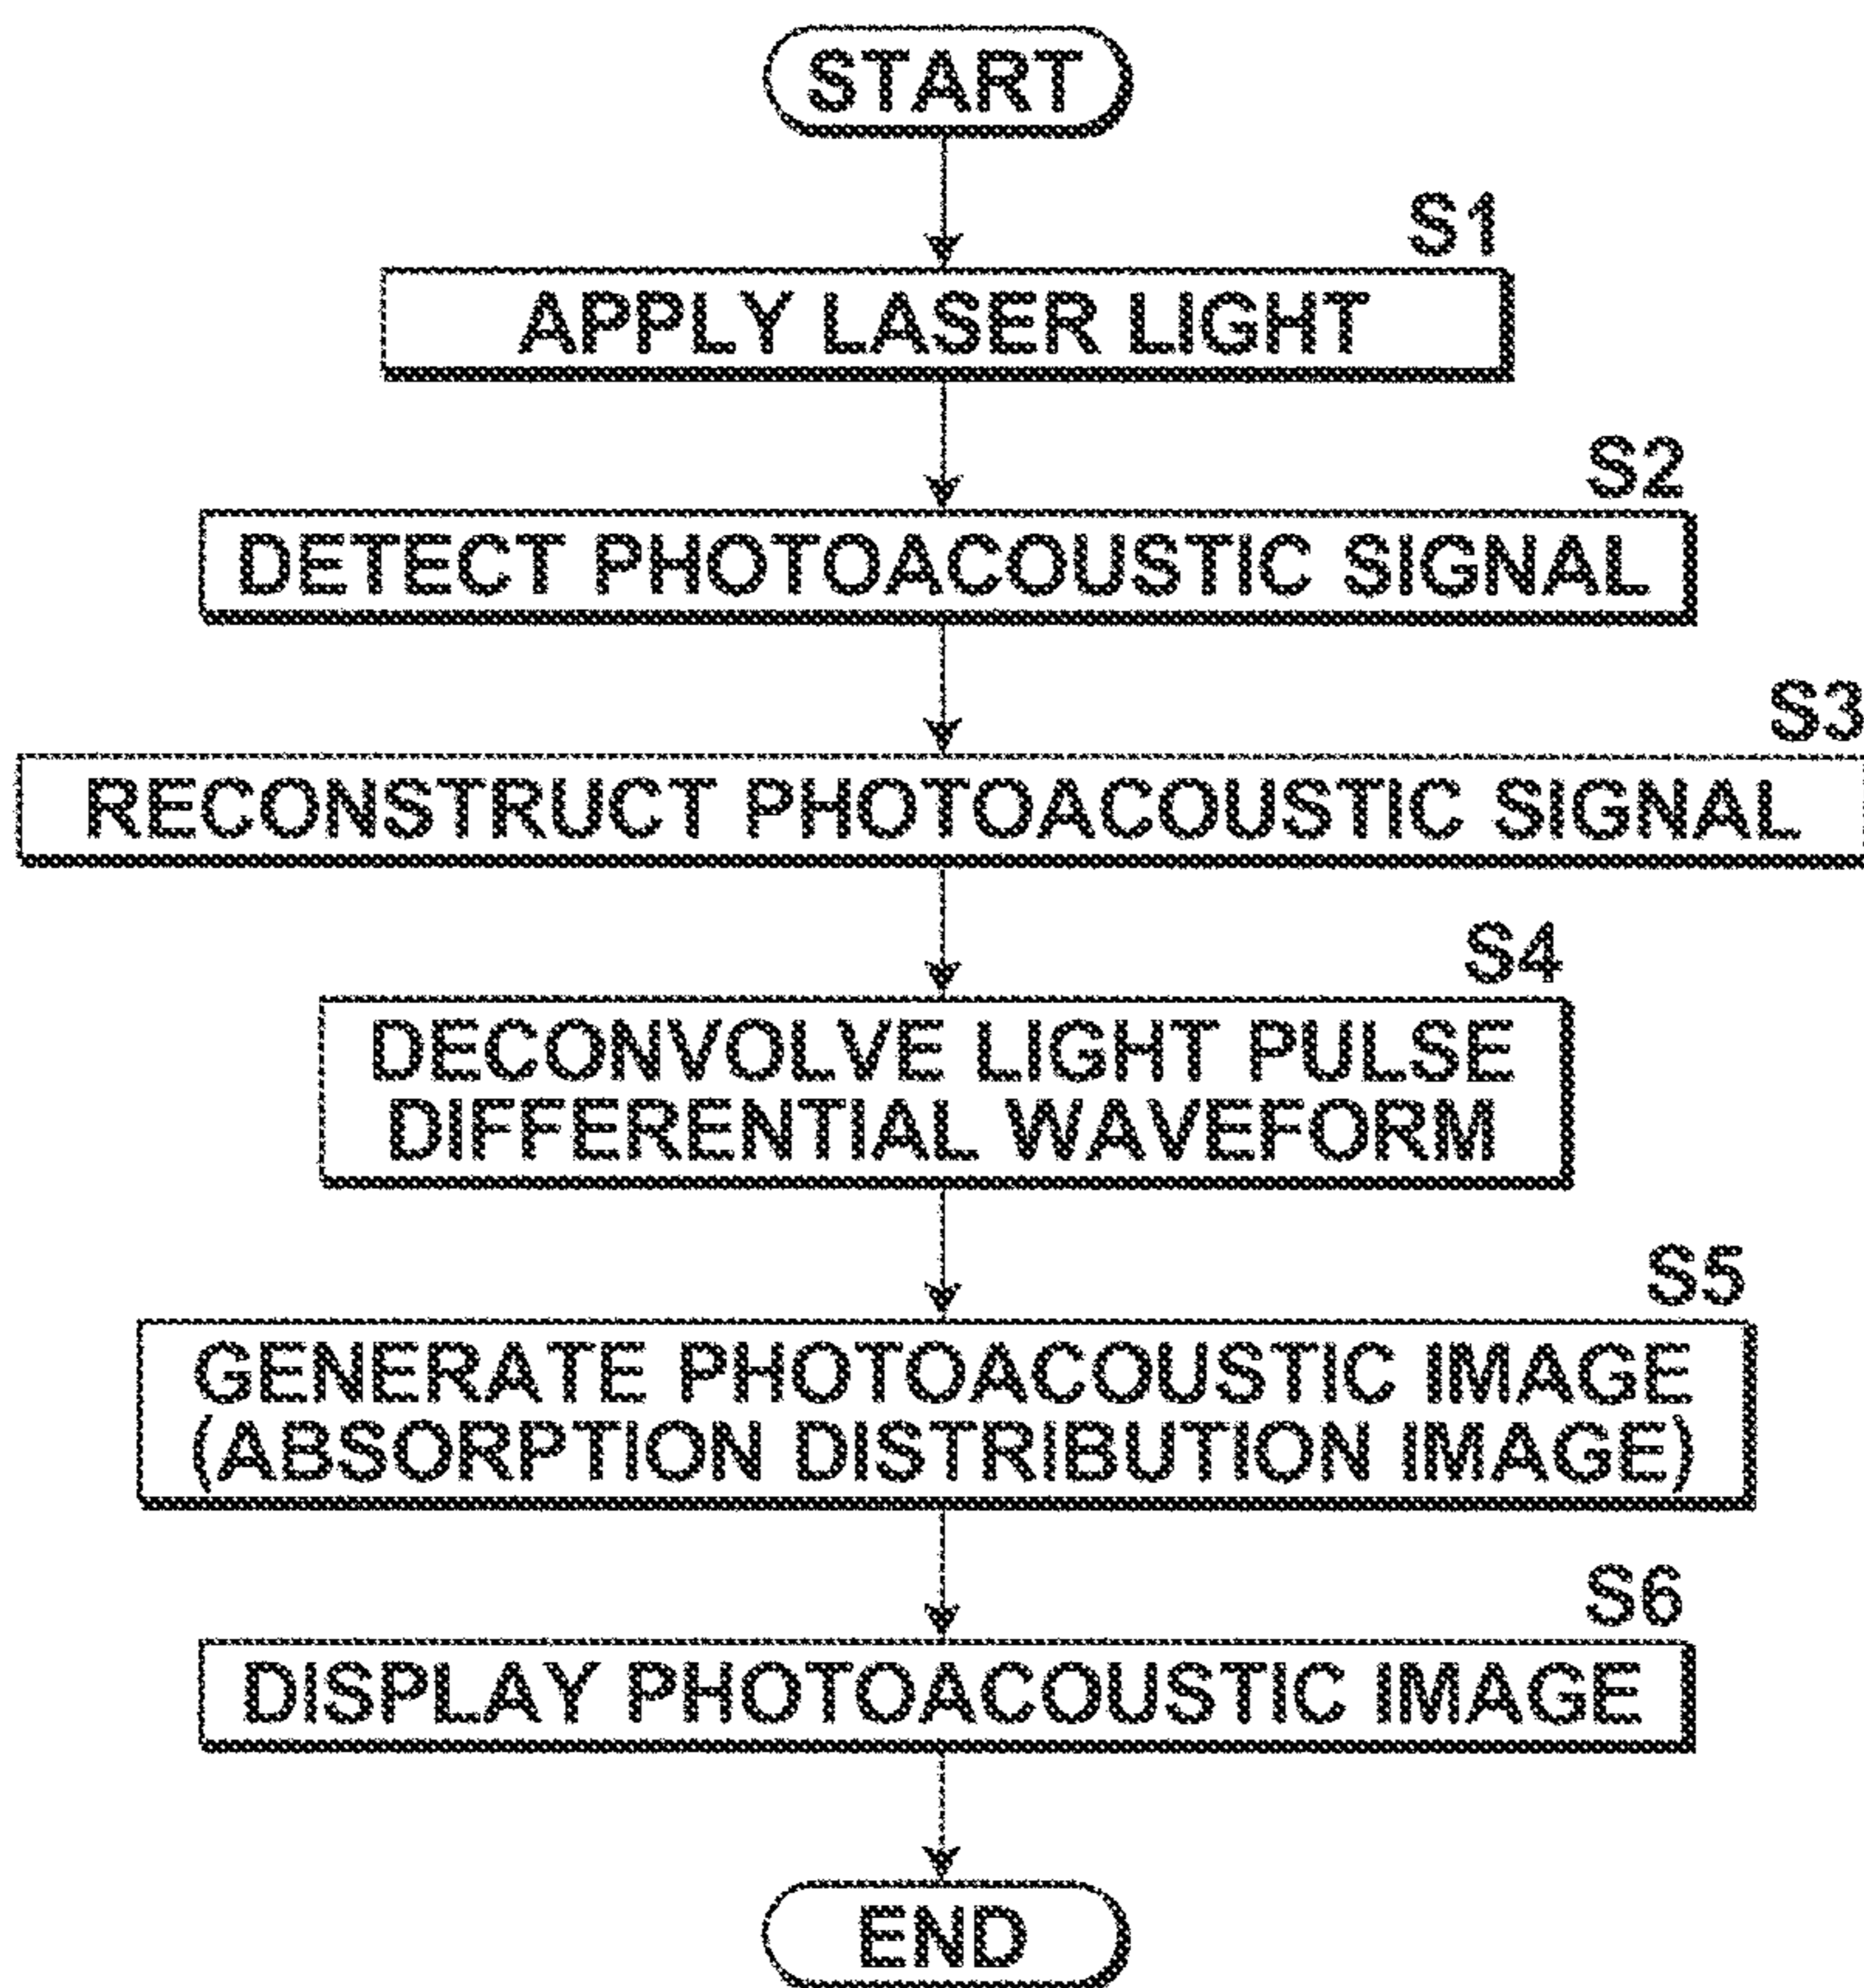 START
S1
APPLY LASER LIGHT
S2
DETECT PHOTOACOUSTIC SIGNAL
S3
RECONSTRUCT PHOTOACOUSTIC SIGNAL
S4
DECONVOLVE LIGHT PULSE
DIFFERENTIAL WAVEFORM
S5
GENERATE PHOTOACOUSTIC IMAGE
(ABSORPTION DISTRIBUTION IMAGE)
S6
DISPLAY PHOTOACOUSTIC IMAGE
END